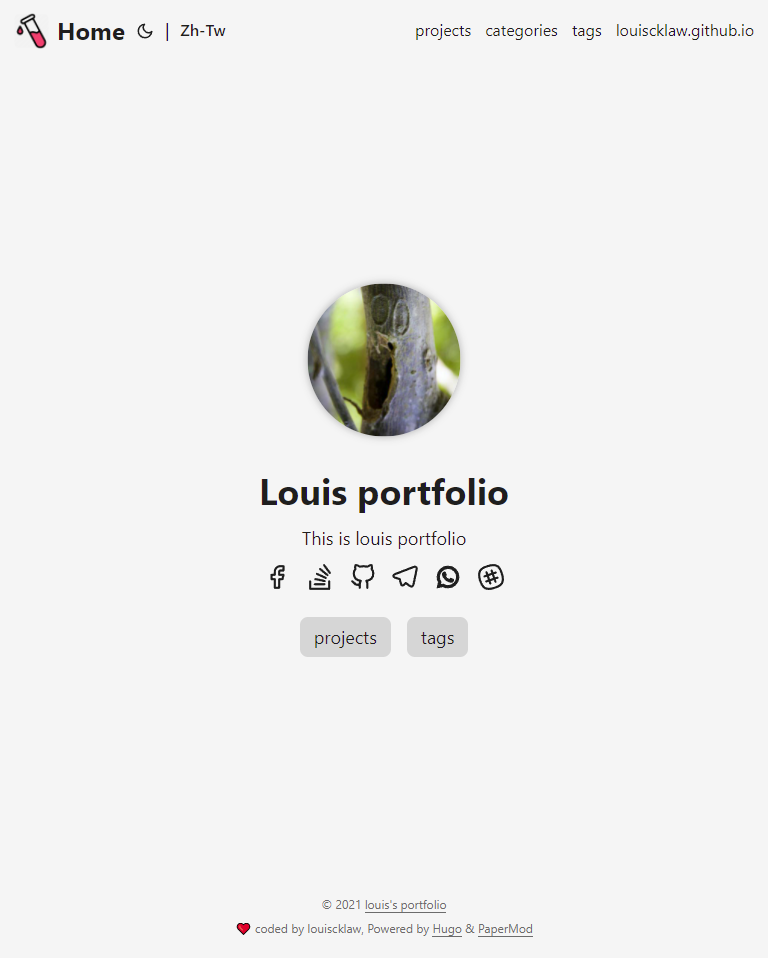 Home | Zh-Tw projects categories tags louiscklaw.github.io
Louis portfolio
This is louis portfolio
projects tags
© 2021 louis's portfolio
coded by louiscklaw, Powered by Hugo & PaperMod